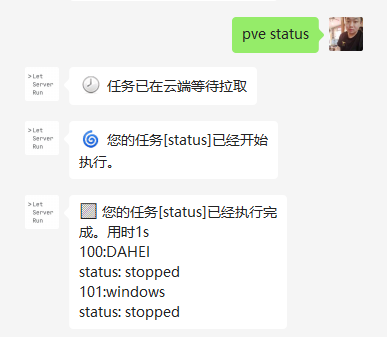 pve status
>Let
Server
Run
🕗 任务已在云端等待拉取
>Let
Server
Run
🌀 您的任务[status]已经开始
执行。
>Let
Server
Run
🟨 您的任务[status]已经执行完
成。用时1s
100:DAHEI
status: stopped
101:windows
status: stopped